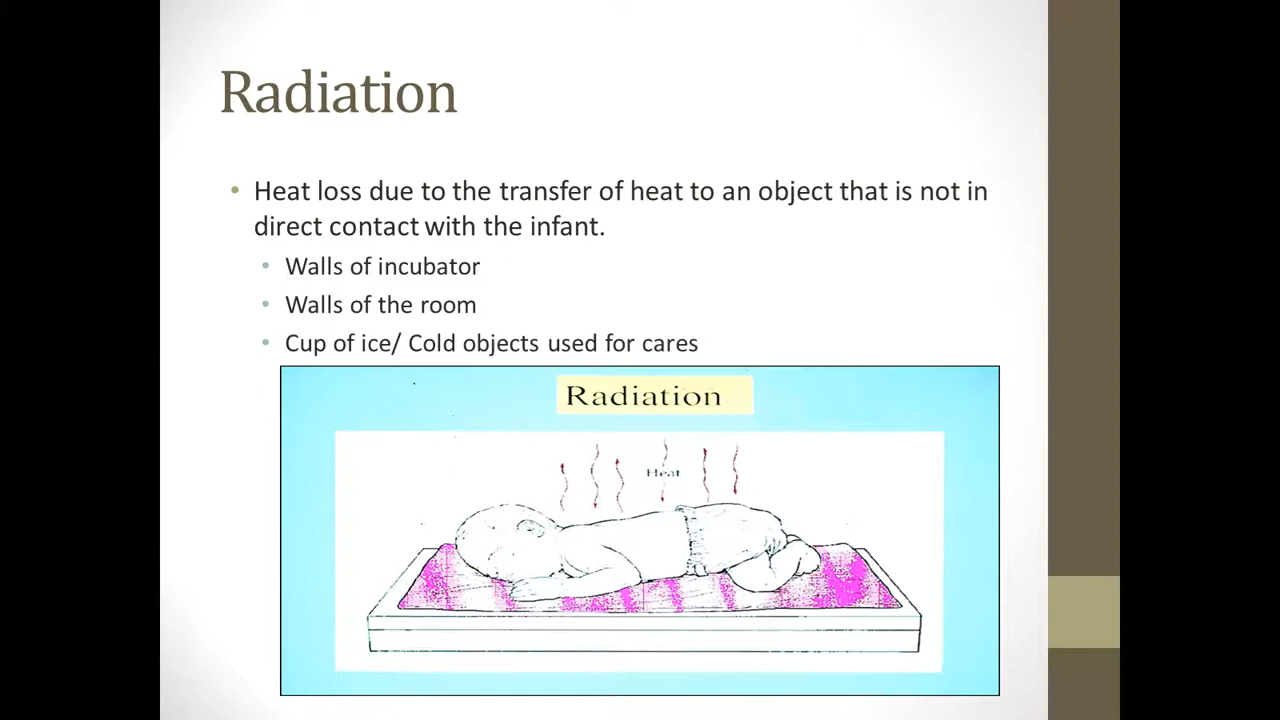 Radiation
• Heat loss due to the transfer of heat to an object that is not in
direct contact with the infant.
• Walls of incubator
• Walls of the room
• Cup of ice/ Cold objects used for cares
Radiation
Heat